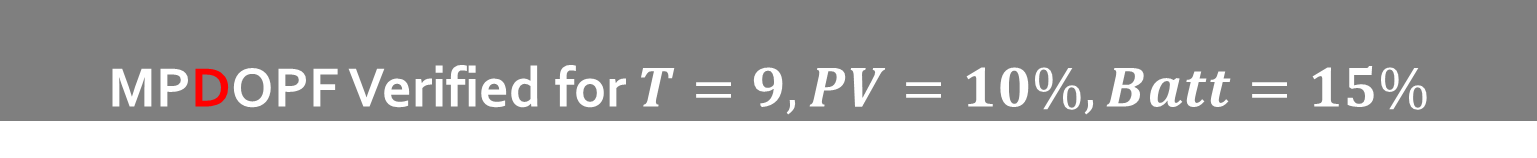 MPDOPF Verified for T = 9, PV = 10%, Batt = 15%